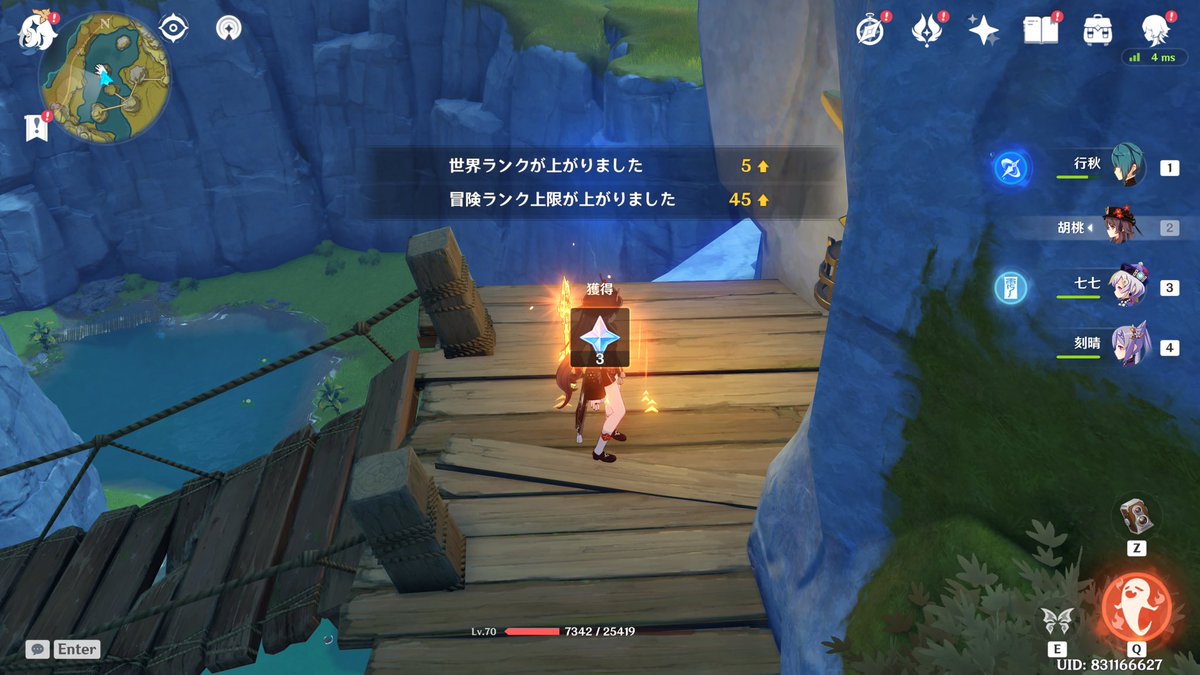 N
4 ms
世界ランクが上がりました 5
冒険ランク上限が上がりました 45
行秋 1
胡桃 2
七七 3
刻晴 4
獲得
3
Z
Lv.70 7342 / 25419
Enter
E
Q
UID: 831166627